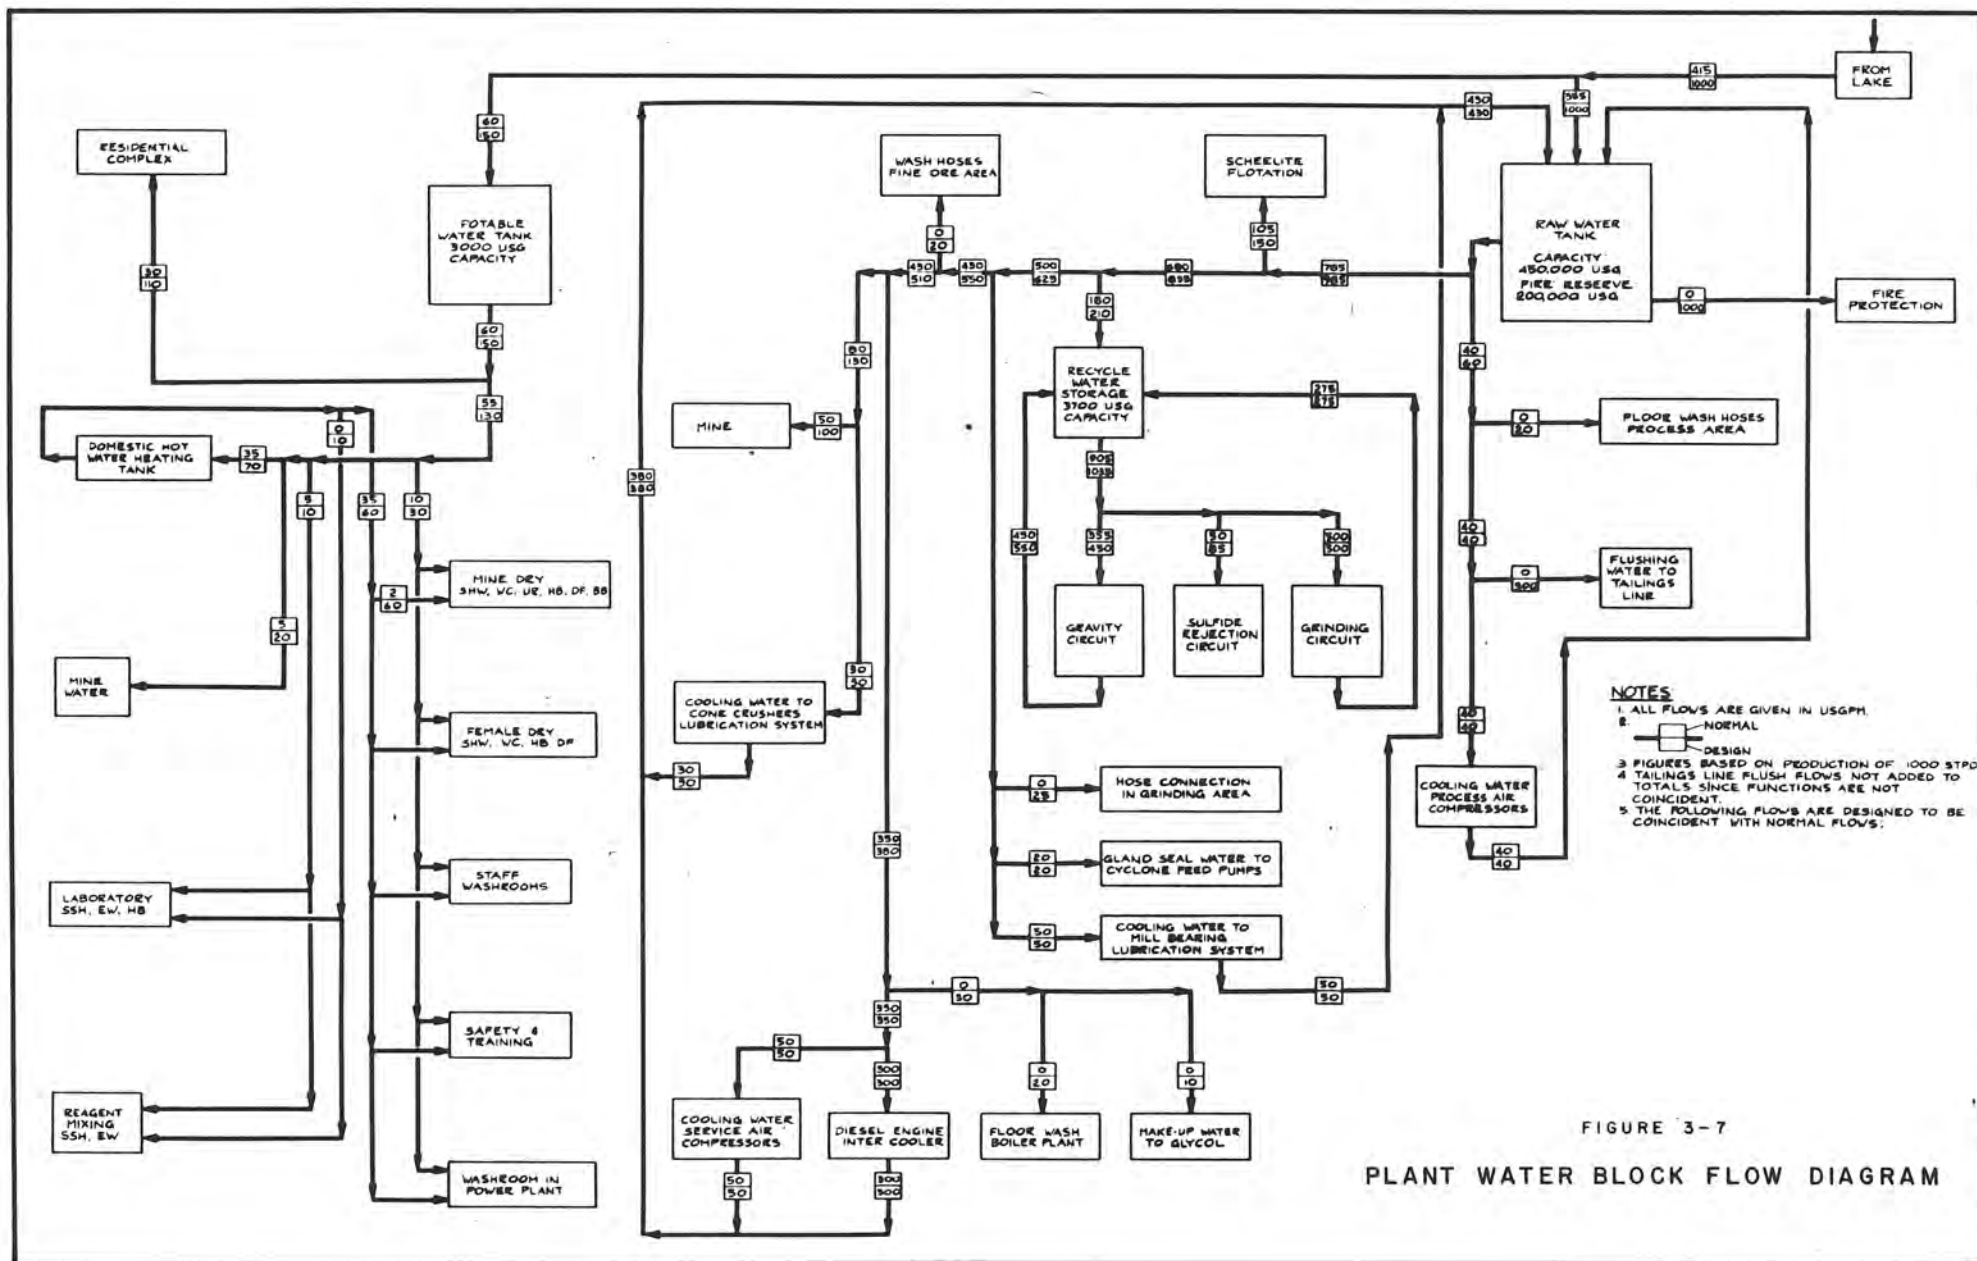 FROM
LAKE
415
1000
1000
430
430
60
150
RESIDENTIAL
COMPLEX
WASH HOSES
FINE ORE AREA
SCHEELITE
FLOTATION
POTABLE
WATER TANK
3000 USG
CAPACITY
RAW WATER
TANK
CAPACITY
450,000 USG
FIRE RESERVE
200,000 USG
0
20
105
150
30
110
510
550
500
625
0
1000
FIRE
PROTECTION
180
210
60
150
80
150
40
60
RECYCLE
WATER
STORAGE
3700 USG
CAPACITY
275
275
55
130
MINE
50
100
0
20
FLOOR WASH HOSES
PROCESS AREA
0
10
DOMESTIC HOT
WATER HEATING
TANK
35
70
905
1035
380
380
5
10
35
60
10
30
450
550
355
450
50
85
300
300
40
40
MINE DRY
SHW, WC, UR, HB, DF, BB
2
60
0
300
FLUSHING
WATER TO
TAILINGS
LINE
GRAVITY
CIRCUIT
SULFIDE
REJECTION
CIRCUIT
GRINDING
CIRCUIT
5
20
MINE
WATER
30
50
COOLING WATER TO
CONE CRUSHERS
LUBRICATION SYSTEM
FEMALE DRY
SHW, WC, HB DF
40
40
NOTES
1. ALL FLOWS ARE GIVEN IN USGPM.
2.
NORMAL
DESIGN
3 FIGURES BASED ON PRODUCTION OF 1000 STPD
4 TAILINGS LINE FLUSH FLOWS NOT ADDED TO
TOTALS SINCE FUNCTIONS ARE NOT
COINCIDENT.
5. THE FOLLOWING FLOWS ARE DESIGNED TO BE
COINCIDENT WITH NORMAL FLOWS:
30
50
0
25
HOSE CONNECTION
IN GRINDING AREA
COOLING WATER
PROCESS AIR
COMPRESSORS
350
380
20
20
GLAND SEAL WATER TO
CYCLONE FEED PUMPS
40
40
STAFF
WASHROOMS
LABORATORY
SSH, EW, HB
50
50
COOLING WATER TO
MILL BEARING
LUBRICATION SYSTEM
0
30
50
50
350
350
SAFETY &
TRAINING
50
50
300
300
0
20
0
10
REAGENT
MIXING
SSH, EW
COOLING WATER
SERVICE AIR
COMPRESSORS
DIESEL ENGINE
INTER COOLER
FLOOR WASH
BOILER PLANT
MAKE-UP WATER
TO GLYCOL
WASHROOM IN
POWER PLANT
50
50
300
300
FIGURE 3-7
PLANT WATER BLOCK FLOW DIAGRAM